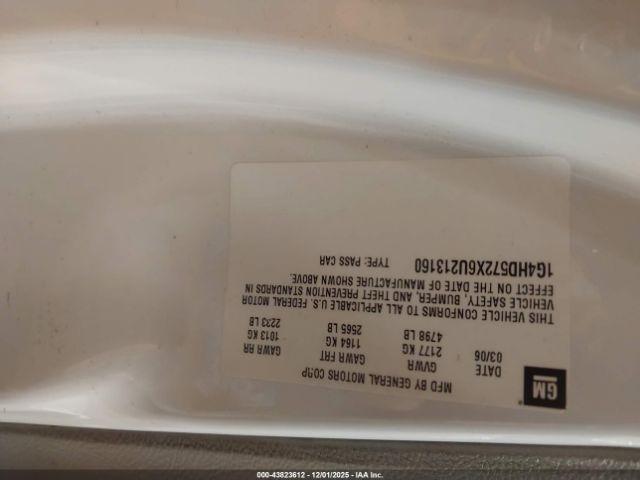 GM
MFD BY GENERAL MOTORS CORP
DATE GVWR GAWR FRT GAWR RR
03/06 2177 KG 1164 KG 1013 KG
4798 LB 2565 LB 2233 LB
THIS VEHICLE CONFORMS TO ALL APPLICABLE U.S. FEDERAL MOTOR
VEHICLE SAFETY, BUMPER, AND THEFT PREVENTION STANDARDS IN
EFFECT ON THE DATE OF MANUFACTURE SHOWN ABOVE.
1G4HD572X6U213160 TYPE: PASS CAR
000-43823612 - 12/01/2025 - IAA Inc.